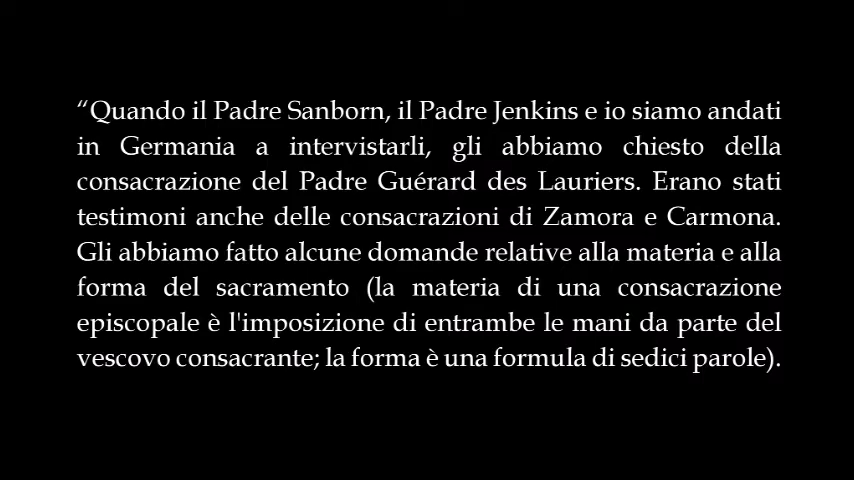 “Quando il Padre Sanborn, il Padre Jenkins e io siamo andati
in Germania a intervistarli, gli abbiamo chiesto della
consacrazione del Padre Guérard des Lauriers. Erano stati
testimoni anche delle consacrazioni di Zamora e Carmona.
Gli abbiamo fatto alcune domande relative alla materia e alla
forma del sacramento (la materia di una consacrazione
episcopale è l'imposizione di entrambe le mani da parte del
vescovo consacrante; la forma è una formula di sedici parole).